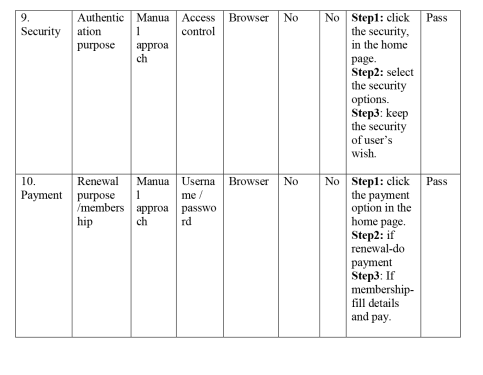 9.
Security
Authentic
ation
purpose
Manua
l
approa
ch
Access
control
Browser
No
No
Step1: click
the security,
in the home
page.
Step2: select
the security
options.
Step3: keep
the security
of user's
wish.
Pass
10.
Payment
Renewal
purpose
/members
hip
Manua
l
approa
ch
Userna
me /
passwo
rd
Browser
No
No
Step1: click
the payment
option in the
home page.
Step2: if
renewal-do
payment
Step3: If
membership-
fill details
and pay.
Pass